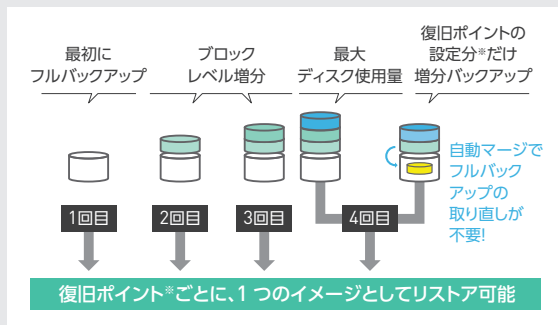 最初に
フルバックアップ
ブロック
レベル増分
最大
ディスク使用量
復旧ポイントの
設定分※だけ
増分バックアップ
自動マージで
フルバック
アップの
取り直しが
不要!
1回目
2回目
3回目
4回目
復旧ポイント※ごとに、1つのイメージとしてリストア可能